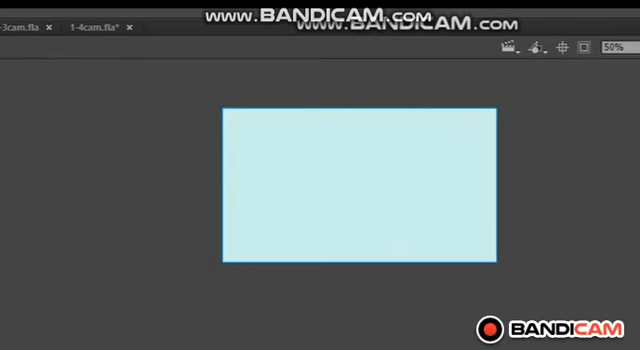 www.BANDICAM.com
www.BANDICAM.com
-3cam.fla × 1-4cam.fla* ×
50%
BANDICAM